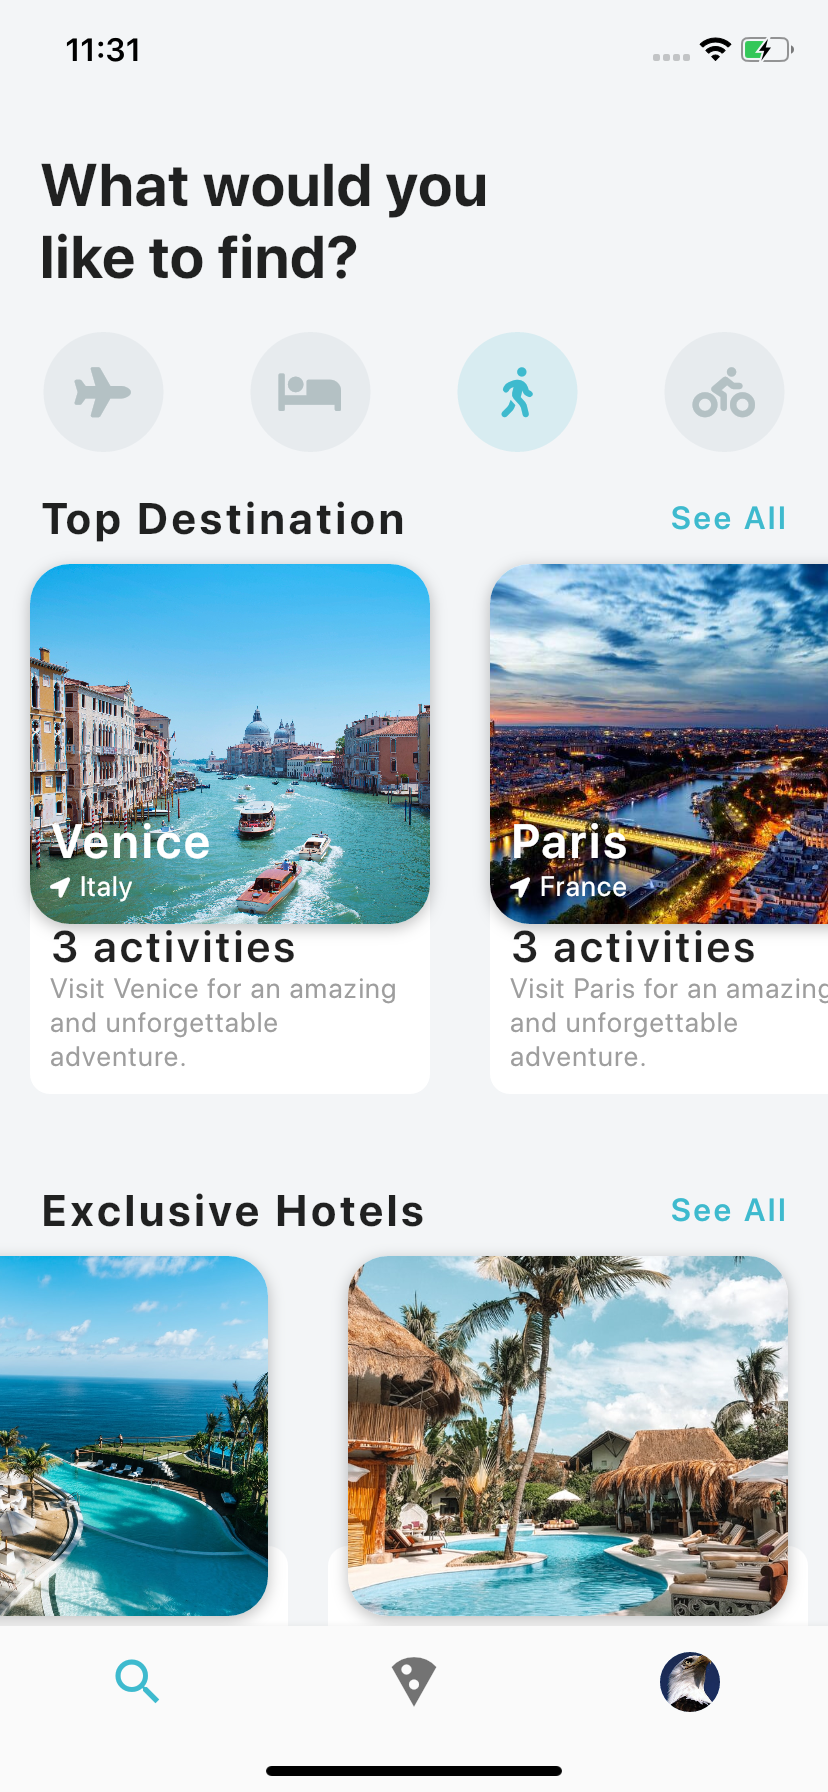 11:31
What would you
like to find?
Top Destination
See All
Venice
Italy
3 activities
Visit Venice for an amazing
and unforgettable
adventure.
Paris
France
3 activities
Visit Paris for an amazing
and unforgettable
adventure.
Exclusive Hotels
See All